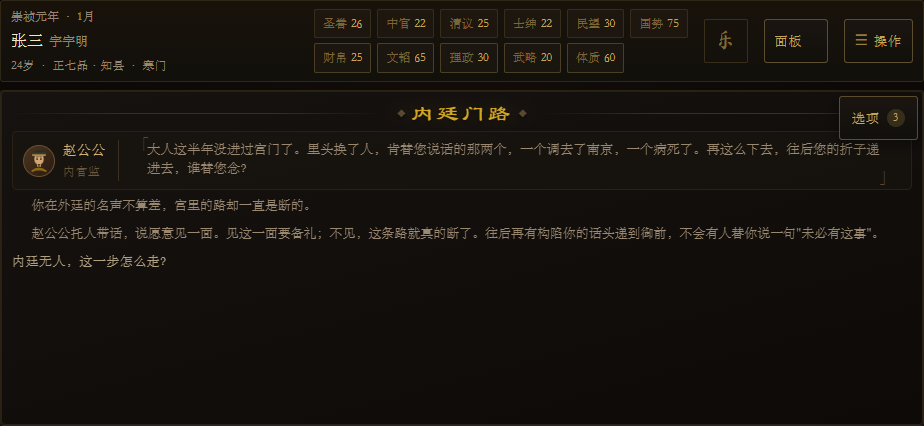 崇祯元年 · 1月
张三 字宇明
24岁 · 正七品 · 知县 · 寒门
圣眷 26 中官 22 清议 25 士绅 22 民望 30 国势 75
财帛 25 文韬 65 理政 30 武略 20 体质 60
乐
面板
☰ 操作
内廷门路
选项 3
赵公公
内官监
「大人这半年没进过宫门了。里头换了人，肯替您说话的那两个，一个调去了南京，一个病死了。再这么下去，往后您的折子递
进去，谁替您念？」
你在外廷的名声不算差，宫里的路却一直是断的。
赵公公托人带话，说愿意见一面。见这一面要备礼；不见，这条路就真的断了。往后再有构陷你的话头递到御前，不会有人替你说一句"未必有这事"。
内廷无人，这一步怎么走？